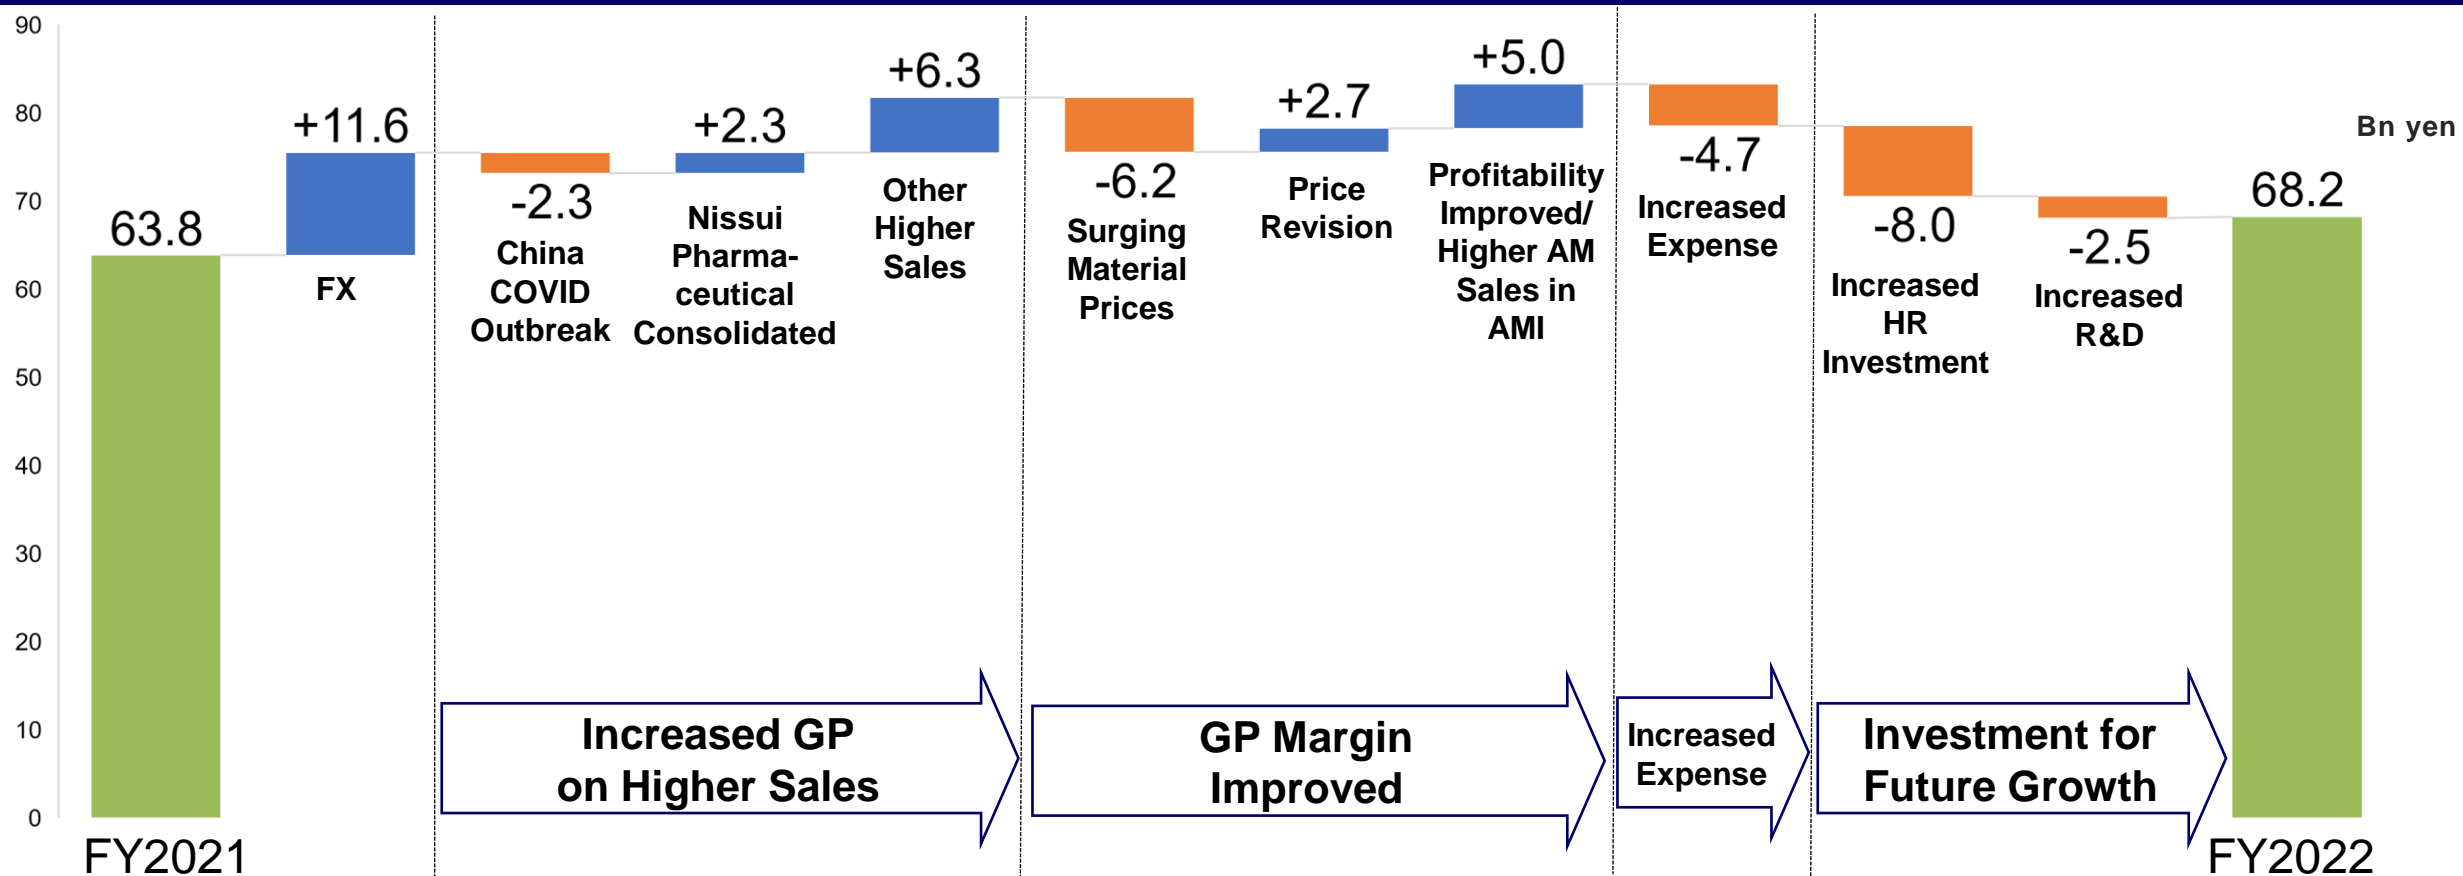 90
80
70
60
50
40
30
20
10
0
Bn yen
63.8
FY2021
+11.6
FX
-2.3
China
COVID
Outbreak
+2.3
Nissui
Pharma-
ceutical
Consolidated
+6.3
Other
Higher
Sales
-6.2
Surging
Material
Prices
+2.7
Price
Revision
+5.0
Profitability
Improved/
Higher AM
Sales in
AMI
-4.7
Increased
Expense
-8.0
Increased
HR
Investment
-2.5
Increased
R&D
68.2
FY2022
Increased GP
on Higher Sales
GP Margin
Improved
Increased
Expense
Investment for
Future Growth